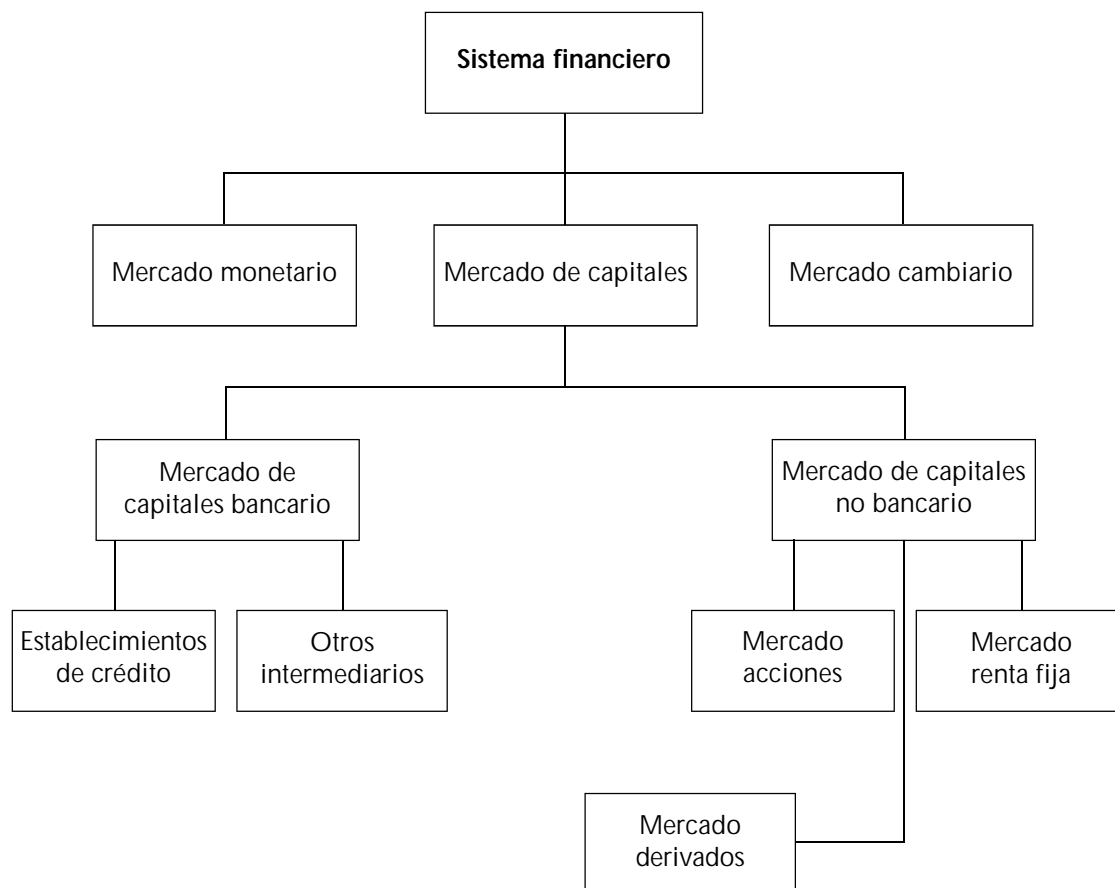 Sistema financiero
Mercado monetario
Mercado de capitales
Mercado cambiario
Mercado de
capitales bancario
Mercado de capitales
no bancario
Establecimientos
de crédito
Otros
intermediarios
Mercado
acciones
Mercado
renta fija
Mercado
derivados